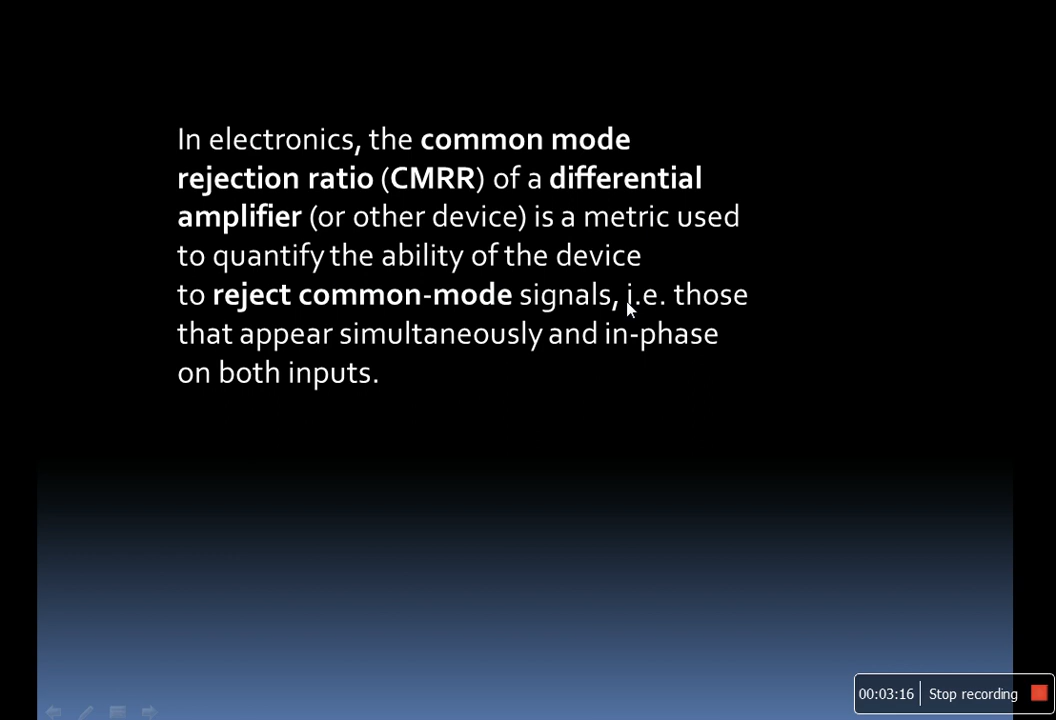 In electronics, the common mode
rejection ratio (CMRR) of a differential
amplifier (or other device) is a metric used
to quantify the ability of the device
to reject common-mode signals, i.e. those
that appear simultaneously and in-phase
on both inputs.
00:03:16 Stop recording